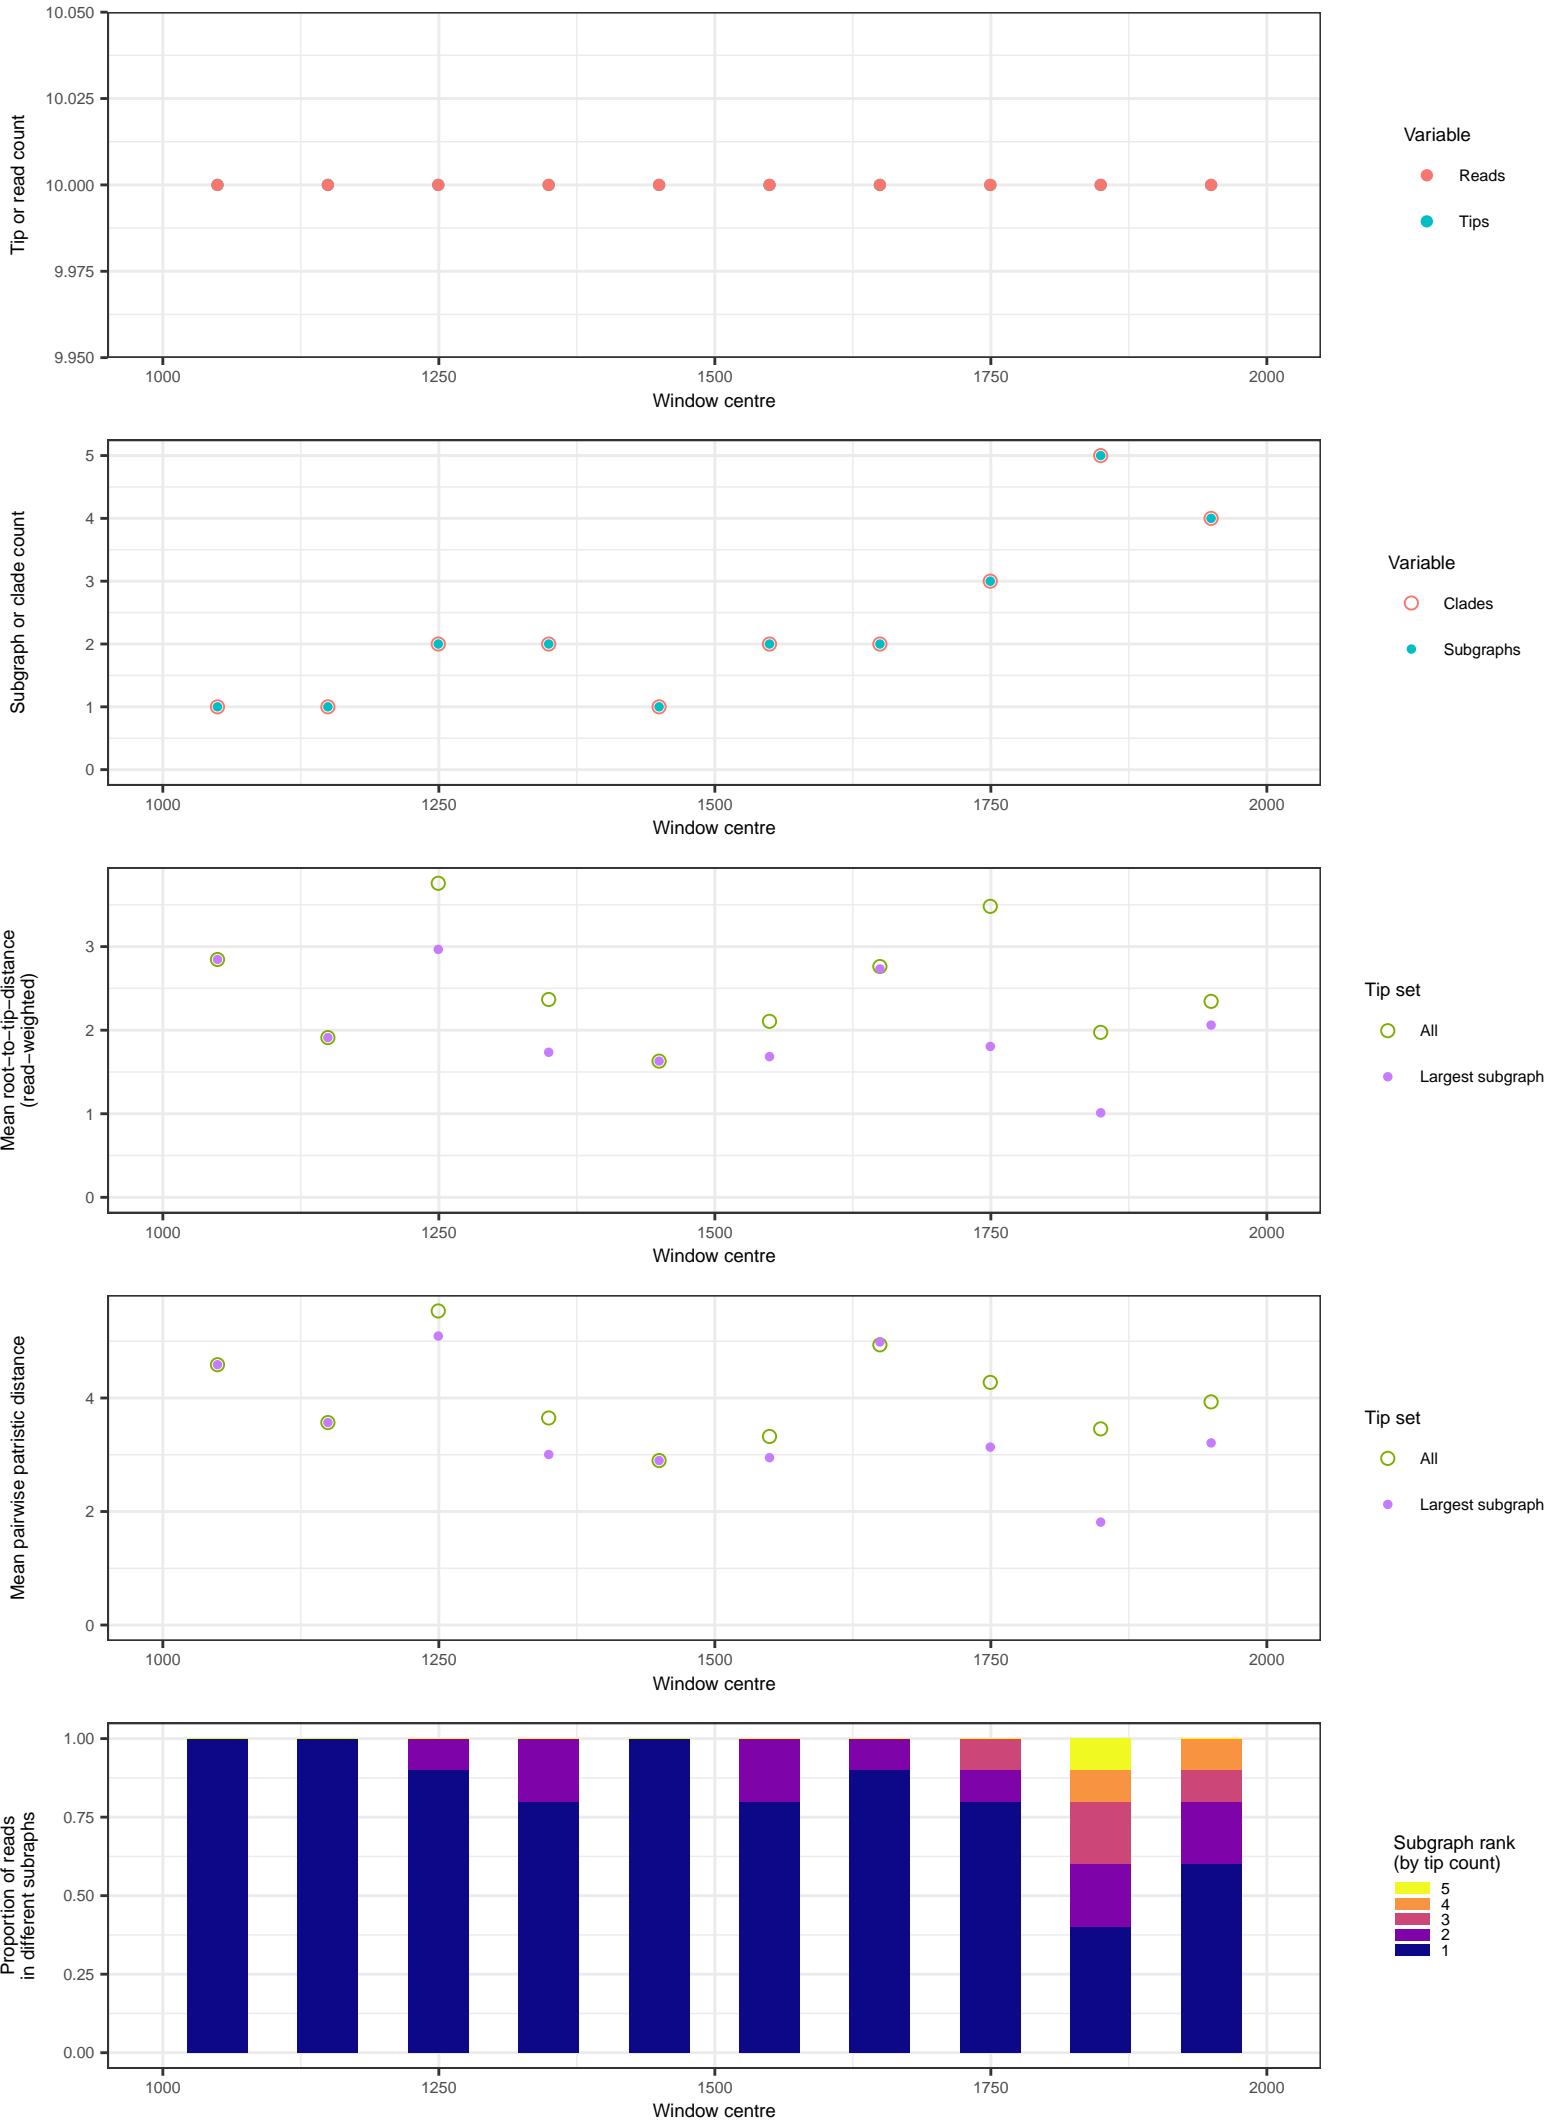 10.050
10.025
10.000
9.975
9.950
Tip or read count
1000 1250 1500 1750 2000
Window centre
Variable
Reads
Tips
5
4
3
2
1
0
Subgraph or clade count
1000 1250 1500 1750 2000
Window centre
Variable
Clades
Subgraphs
3
2
1
0
Mean root−to−tip−distance
(read−weighted)
1000 1250 1500 1750 2000
Window centre
Tip set
All
Largest subgraph
4
2
0
Mean pairwise patristic distance
1000 1250 1500 1750 2000
Window centre
Tip set
All
Largest subgraph
1.00
0.75
0.50
0.25
0.00
Proportion of reads
in different subraphs
1000 1250 1500 1750 2000
Window centre
Subgraph rank
(by tip count)
5
4
3
2
1